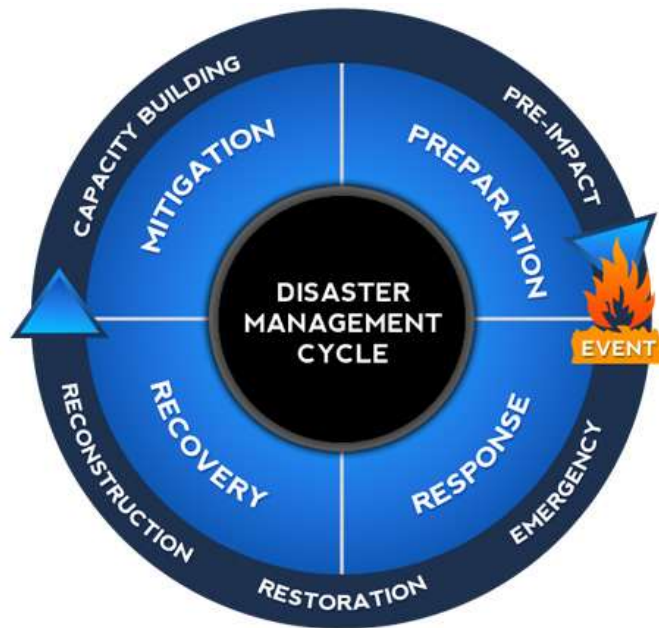 CAPACITY BUILDING
PRE-IMPACT
MITIGATION
PREPARATION
DISASTER
MANAGEMENT
CYCLE
EVENT
RECOVERY
RESPONSE
RECONSTRUCTION
RESTORATION
EMERGENCY